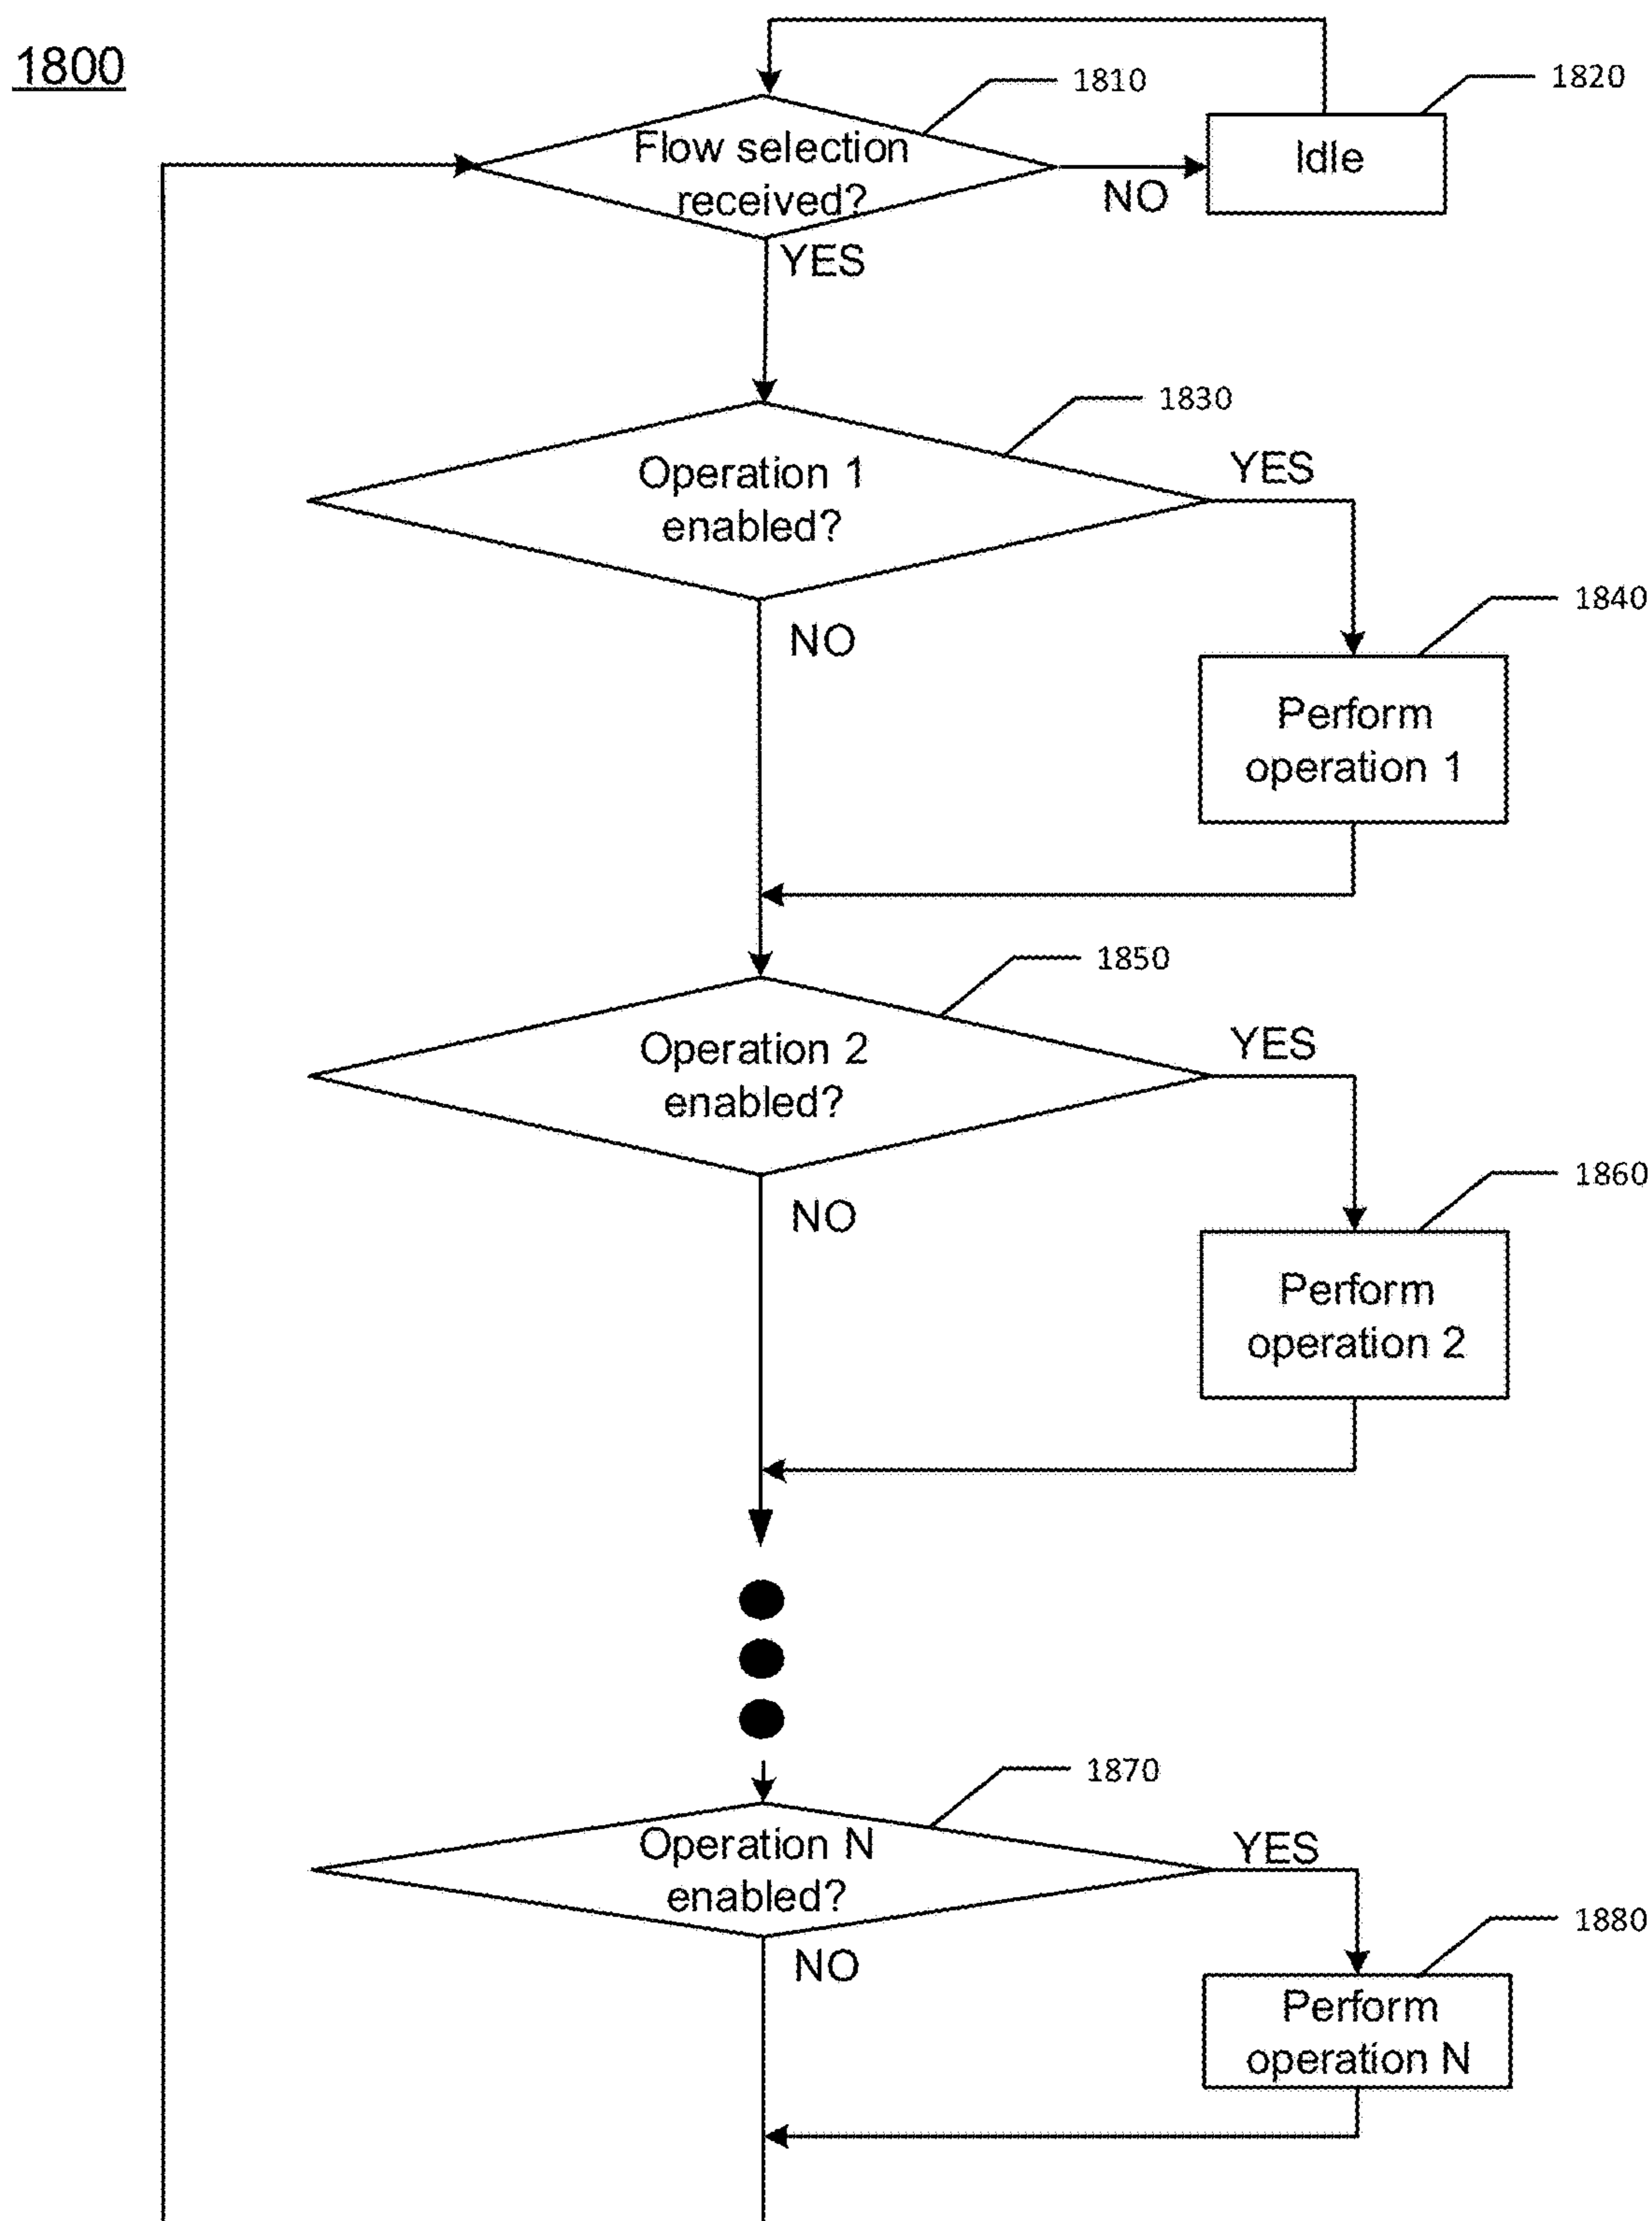 1800
1810
1820
Flow selection
received?
Idle
NO
YES
1830
Operation 1
enabled?
YES
1840
NO
Perform
operation 1
1850
Operation 2
enabled?
YES
1860
NO
Perform
operation 2
1870
Operation N
enabled?
YES
1880
NO
Perform
operation N